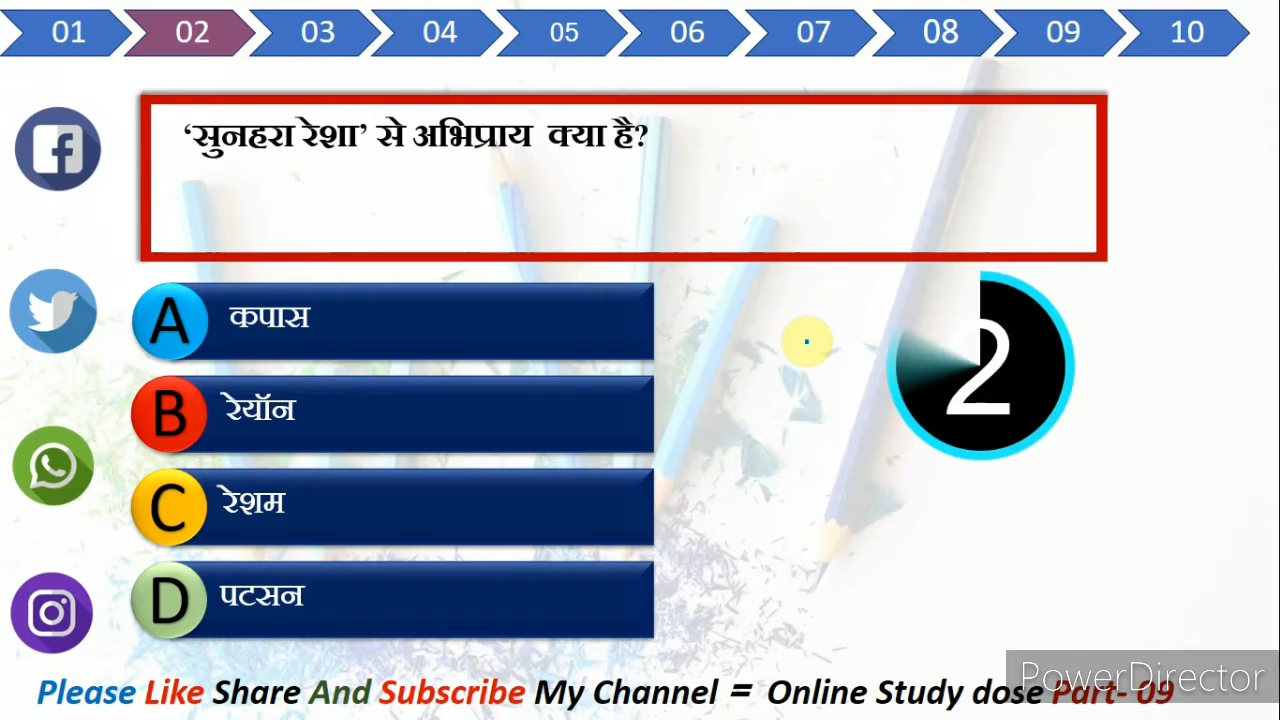 01 02 03 04 05 06 07 08 09 10
‘सुनहरा रेशा’ से अभिप्राय क्या है?
A कपास
2
B रेयॉन
C रेशम
D पटसन
PowerDirector
Please Like Share And Subscribe My Channel = Online Study dose Part- 09